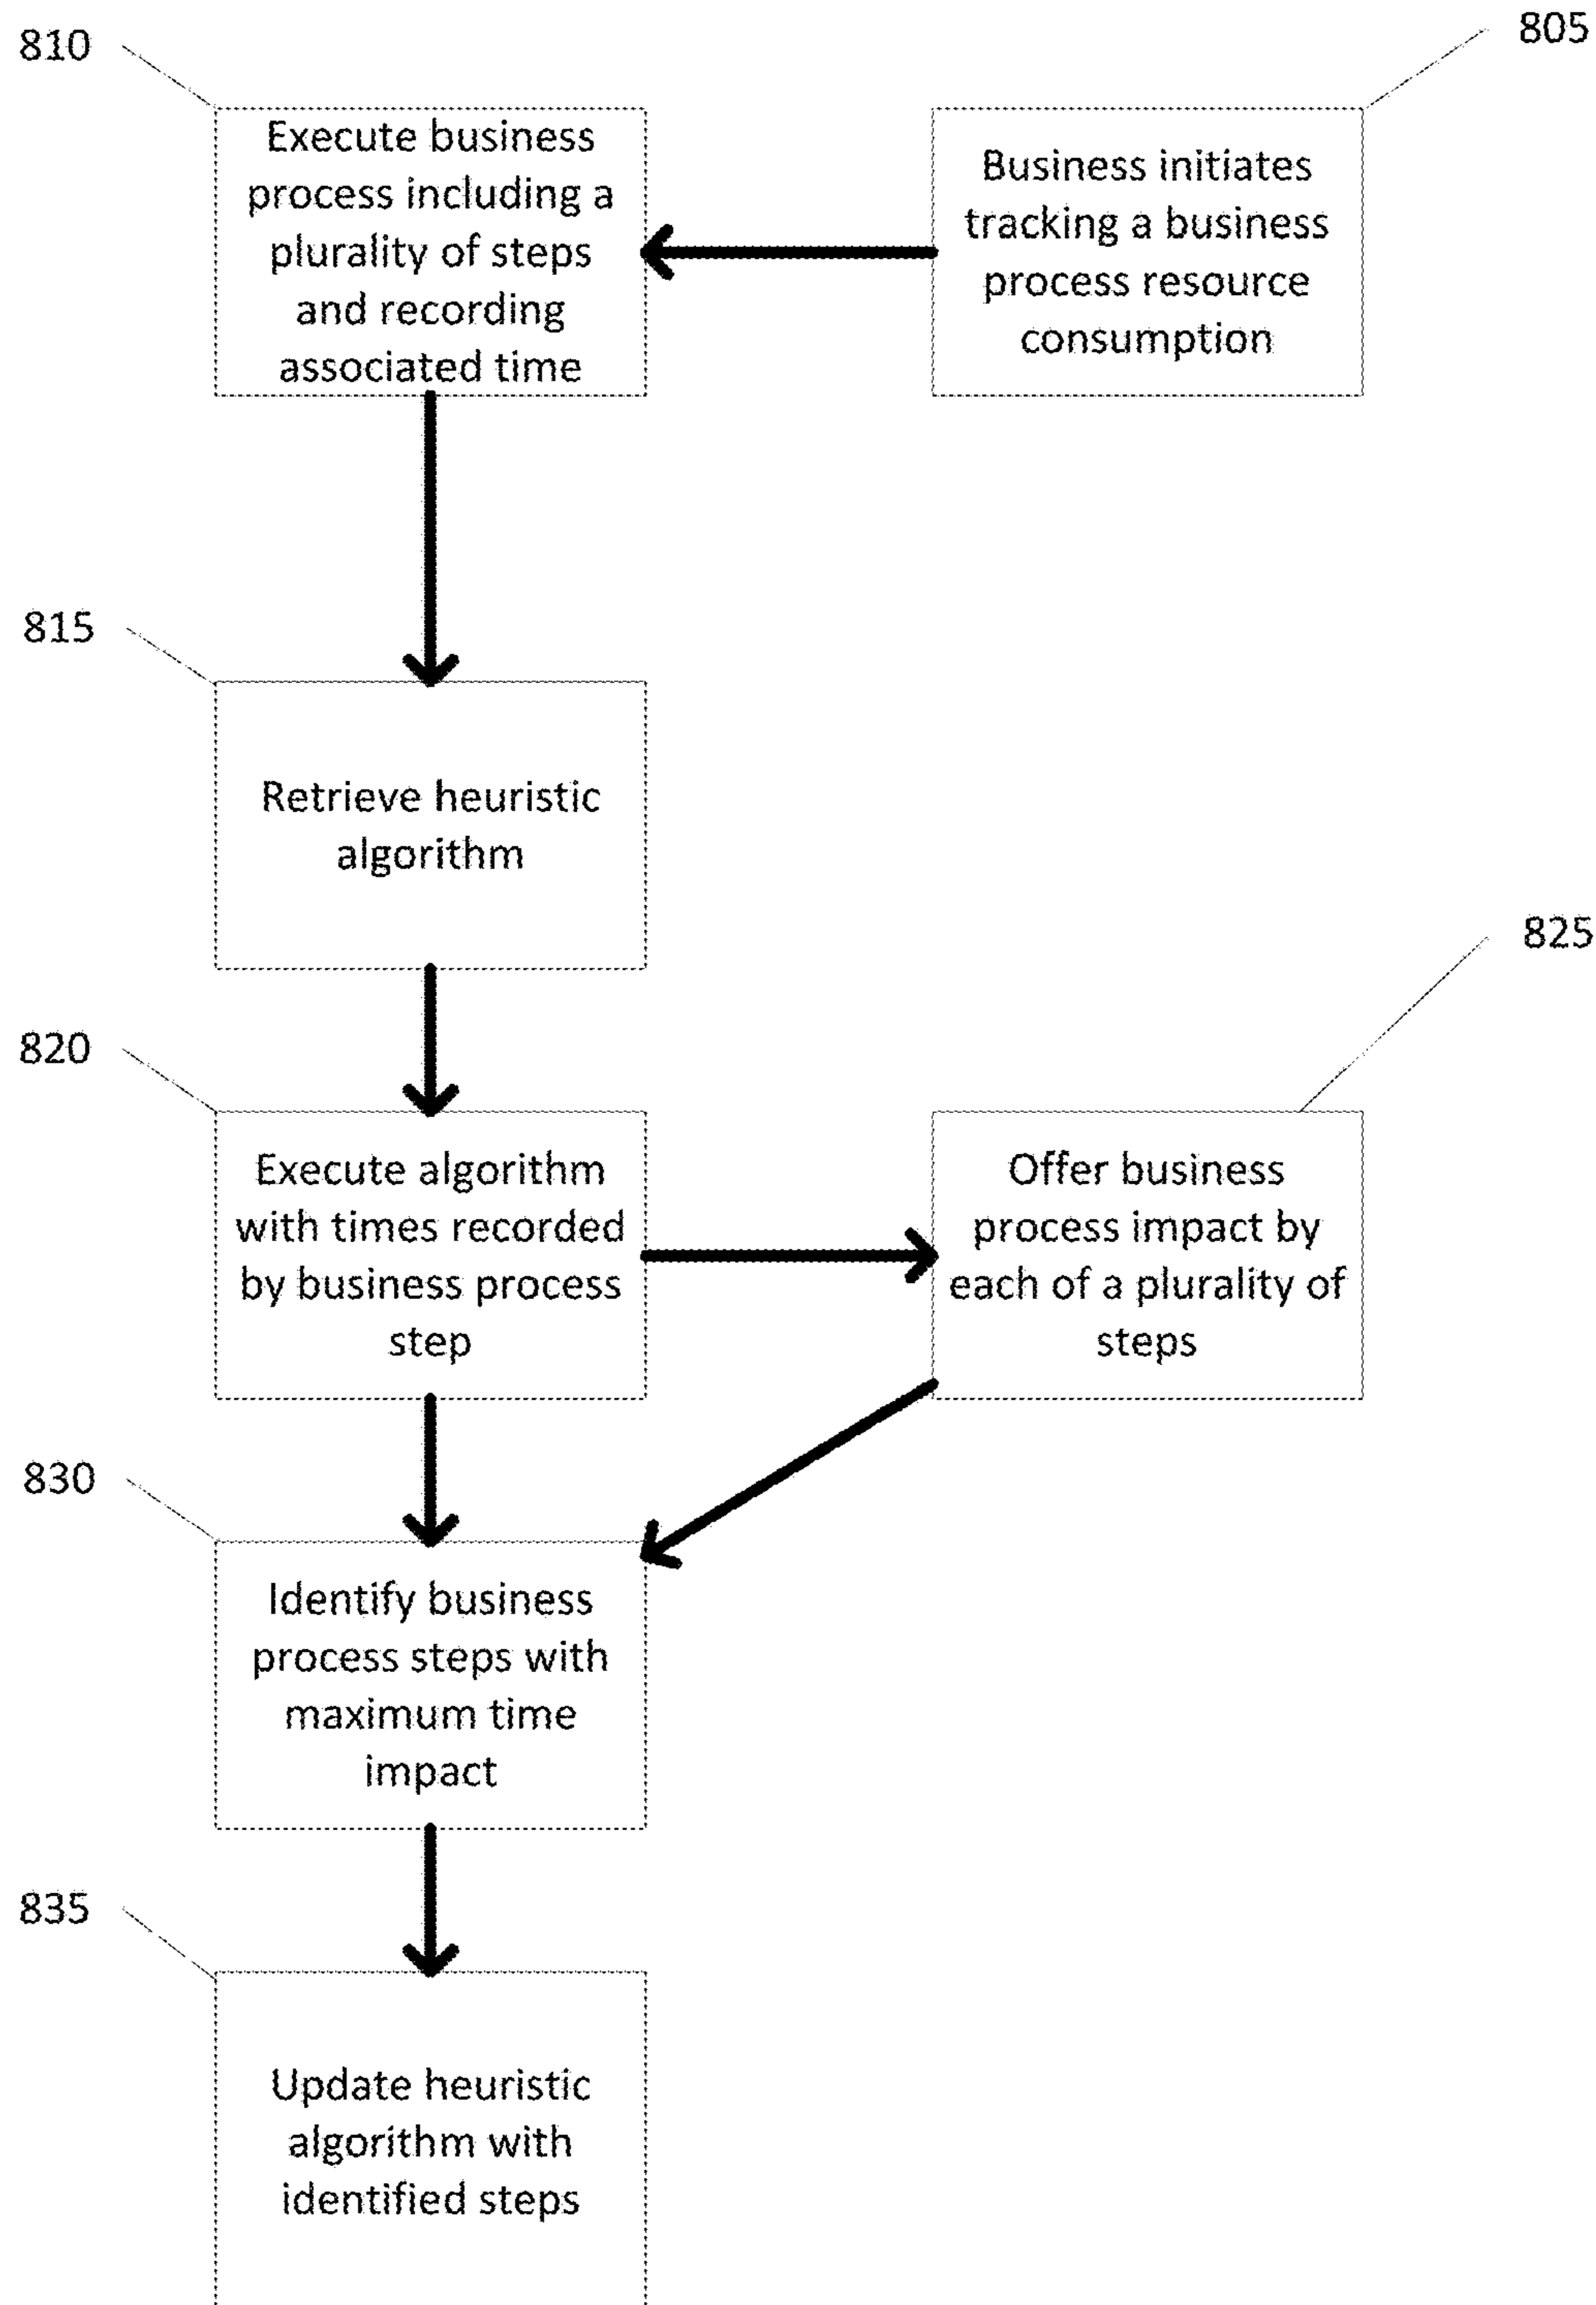 810
805
Execute business
process including a
plurality of steps
and recording
associated time
Business initiates
tracking a business
process resource
consumption
815
Retrieve heuristic
algorithm
825
820
Execute algorithm
with times recorded
by business process
step
Offer business
process impact by
each of a plurality of
steps
830
Identify business
process steps with
maximum time
impact
835
Update heuristic
algorithm with
identified steps